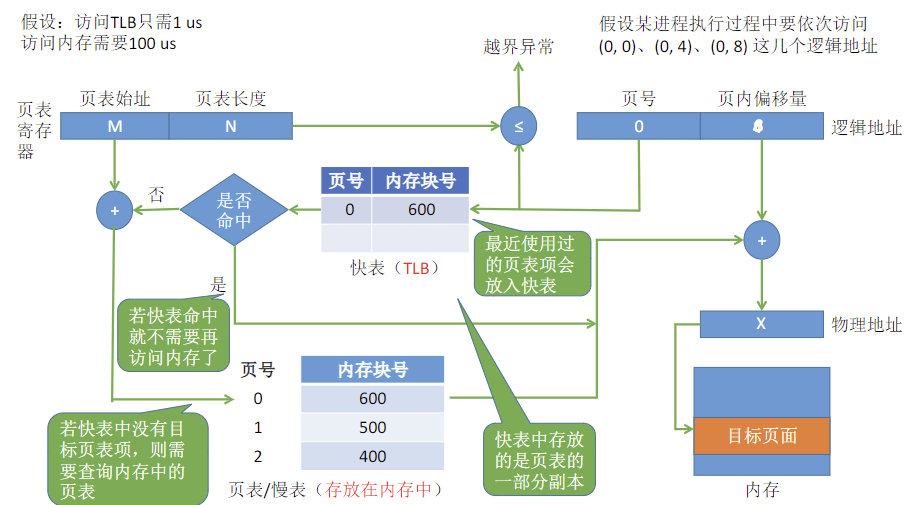 假设：访问TLB只需1 us
访问内存需要100 us
假设某进程执行过程中要依次访问
(0, 0)、(0, 4)、(0, 8) 这几个逻辑地址
越界异常
页表始址
页表长度
页号
页内偏移量
页表
寄存
器
M
N
≤
0
逻辑地址
页号
内存块号
0
600
快表（TLB）
是否
命中
否
是
+
+
最近使用过
的页表项会
放入快表
若快表命中
就不需要再
访问内存了
X
物理地址
页号
内存块号
0
600
1
500
2
400
页表/慢表（存放在内存中）
若快表中没有目
标页表项，则需
要查询内存中的
页表
快表中存放
的是页表的
一部分副本
目标页面
内存